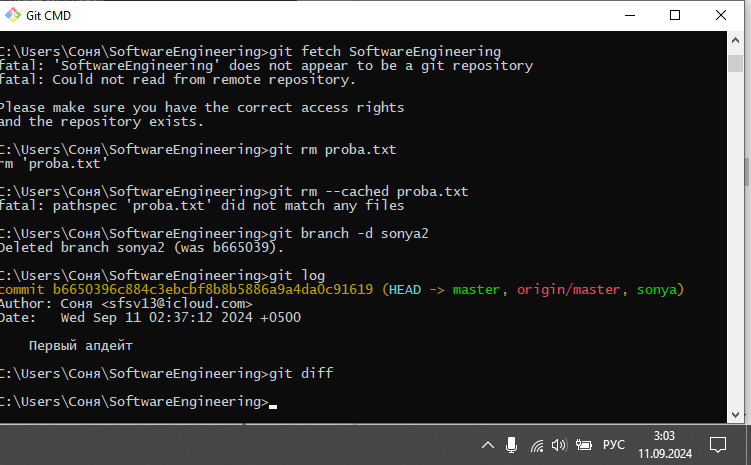 Git CMD
C:\Users\Соня\SoftwareEngineering>git fetch SoftwareEngineering
fatal: 'SoftwareEngineering' does not appear to be a git repository
fatal: Could not read from remote repository.
Please make sure you have the correct access rights
and the repository exists.
C:\Users\Соня\SoftwareEngineering>git rm proba.txt
rm 'proba.txt'
C:\Users\Соня\SoftwareEngineering>git rm --cached proba.txt
fatal: pathspec 'proba.txt' did not match any files
C:\Users\Соня\SoftwareEngineering>git branch -d sonya2
Deleted branch sonya2 (was b665039).
C:\Users\Соня\SoftwareEngineering>git log
commit b6650396c884c3ebcbf8b8b5886a9a4da0c91619 (HEAD -> master, origin/master, sonya)
Author: Соня <sfsv13@icloud.com>
Date:   Wed Sep 11 02:37:12 2024 +0500
Первый апдейт
C:\Users\Соня\SoftwareEngineering>git diff
C:\Users\Соня\SoftwareEngineering>
РУС
3:03
11.09.2024